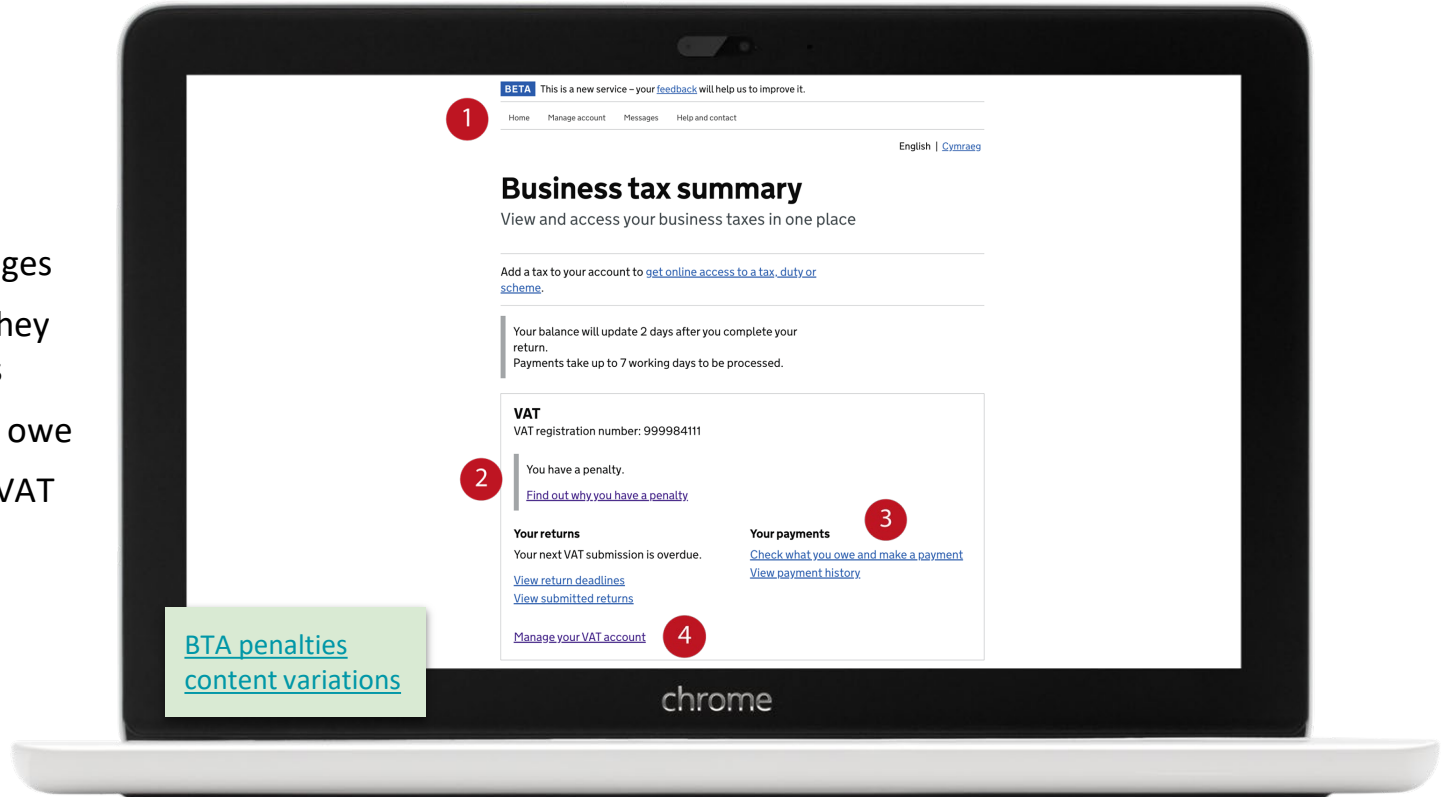 ges
hey
s
owe
VAT
BETA This is a new service – your feedback will help us to improve it.
1
Home Manage account Messages Help and contact
English | Cymraeg
Business tax summary
View and access your business taxes in one place
Add a tax to your account to get online access to a tax, duty or
scheme.
Your balance will update 2 days after you complete your
return.
Payments take up to 7 working days to be processed.
VAT
VAT registration number: 999984111
2
You have a penalty.
Find out why you have a penalty
3
Your returns
Your next VAT submission is overdue.
View return deadlines
View submitted returns
Your payments
Check what you owe and make a payment
View payment history
Manage your VAT account 4
BTA penalties
content variations
chrome